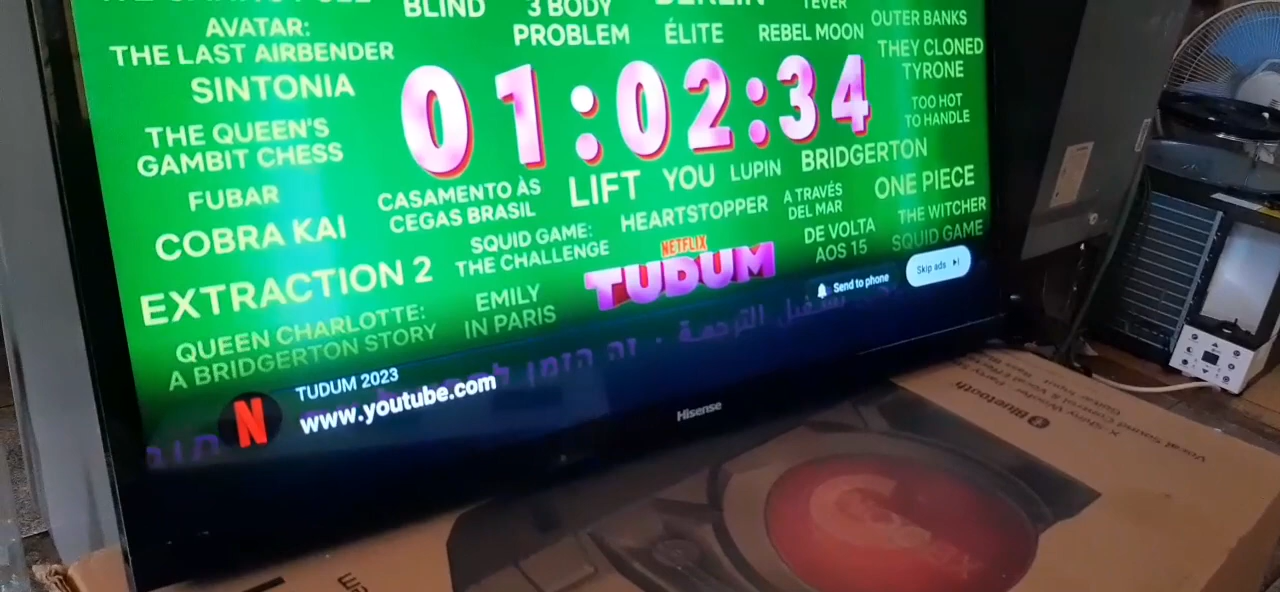 BLIND
3 BODY
PROBLEM
ÉLITE
REBEL MOON
OUTER BANKS
AVATAR:
THE LAST AIRBENDER
THEY CLONED
TYRONE
SINTONIA
01:02:34
TOO HOT
TO HANDLE
THE QUEEN'S
GAMBIT CHESS
FUBAR
CASAMENTO ÀS
CEGAS BRASIL
LIFT
YOU
LUPIN
BRIDGERTON
COBRA KAI
SQUID GAME:
THE CHALLENGE
HEARTSTOPPER
A TRAVÉS
DEL MAR
ONE PIECE
THE WITCHER
SQUID GAME
DE VOLTA
AOS 15
EXTRACTION 2
EMILY
IN PARIS
NETFLIX
TUDUM
Send to phone
Skip ads
QUEEN CHARLOTTE:
A BRIDGERTON STORY
N
TUDUM 2023
www.youtube.com
Hisense
Bluetooth